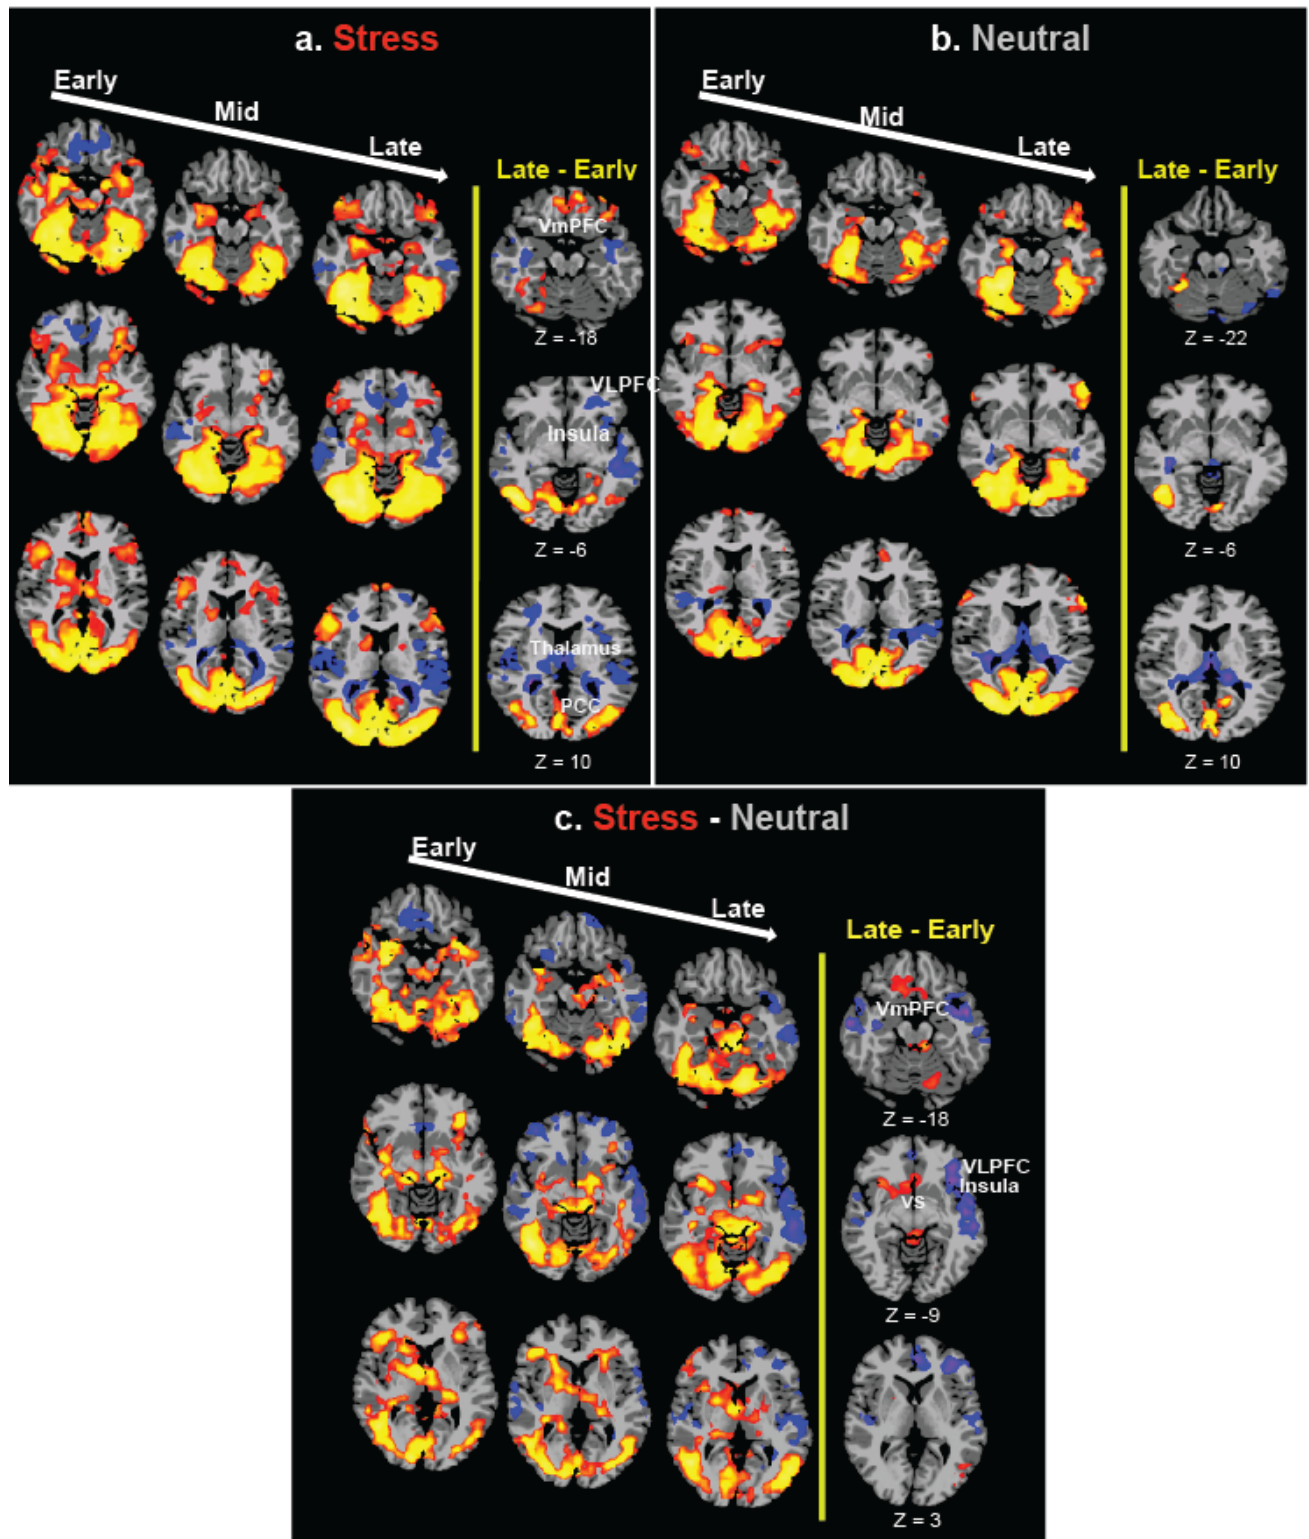 a. Stress
Early
Mid
Late
Late - Early
VmPFC
Z = -18
VLPFC
Insula
Z = -6
Thalamus
PCC
Z = 10
b. Neutral
Early
Mid
Late
Late - Early
Z = -22
Z = -6
Z = 10
c. Stress - Neutral
Early
Mid
Late
Late - Early
VmPFC
Z = -18
VLPFC
Insula
VS
Z = -9
Z = 3